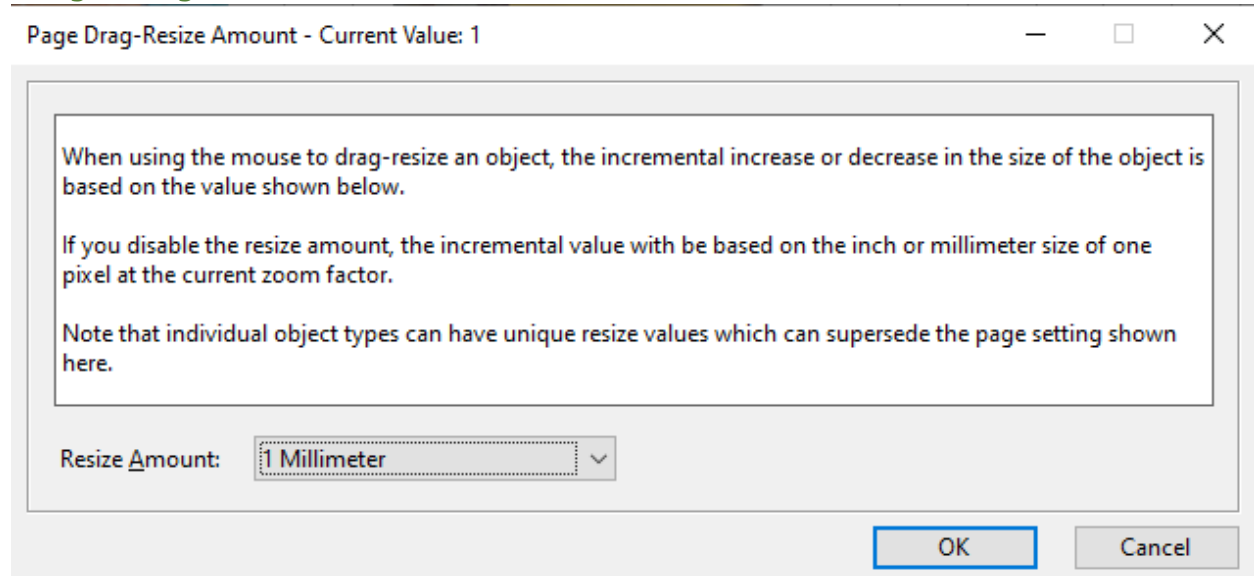 Page Drag-Resize Amount - Current Value: 1
When using the mouse to drag-resize an object, the incremental increase or decrease in the size of the object is
based on the value shown below.
If you disable the resize amount, the incremental value with be based on the inch or millimeter size of one
pixel at the current zoom factor.
Note that individual object types can have unique resize values which can supersede the page setting shown
here.
Resize Amount: 1 Millimeter
OK Cancel